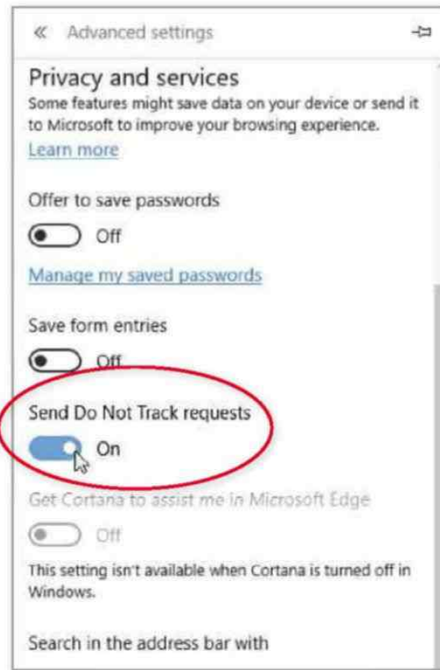 Advanced settings
Privacy and services
Some features might save data on your device or send it
to Microsoft to improve your browsing experience.
Learn more
Offer to save passwords
Off
Manage my saved passwords
Save form entries
Off
Send Do Not Track requests
On
Get Cortana to assist me in Microsoft Edge
Off
This setting isn't available when Cortana is turned off in
Windows.
Search in the address bar with